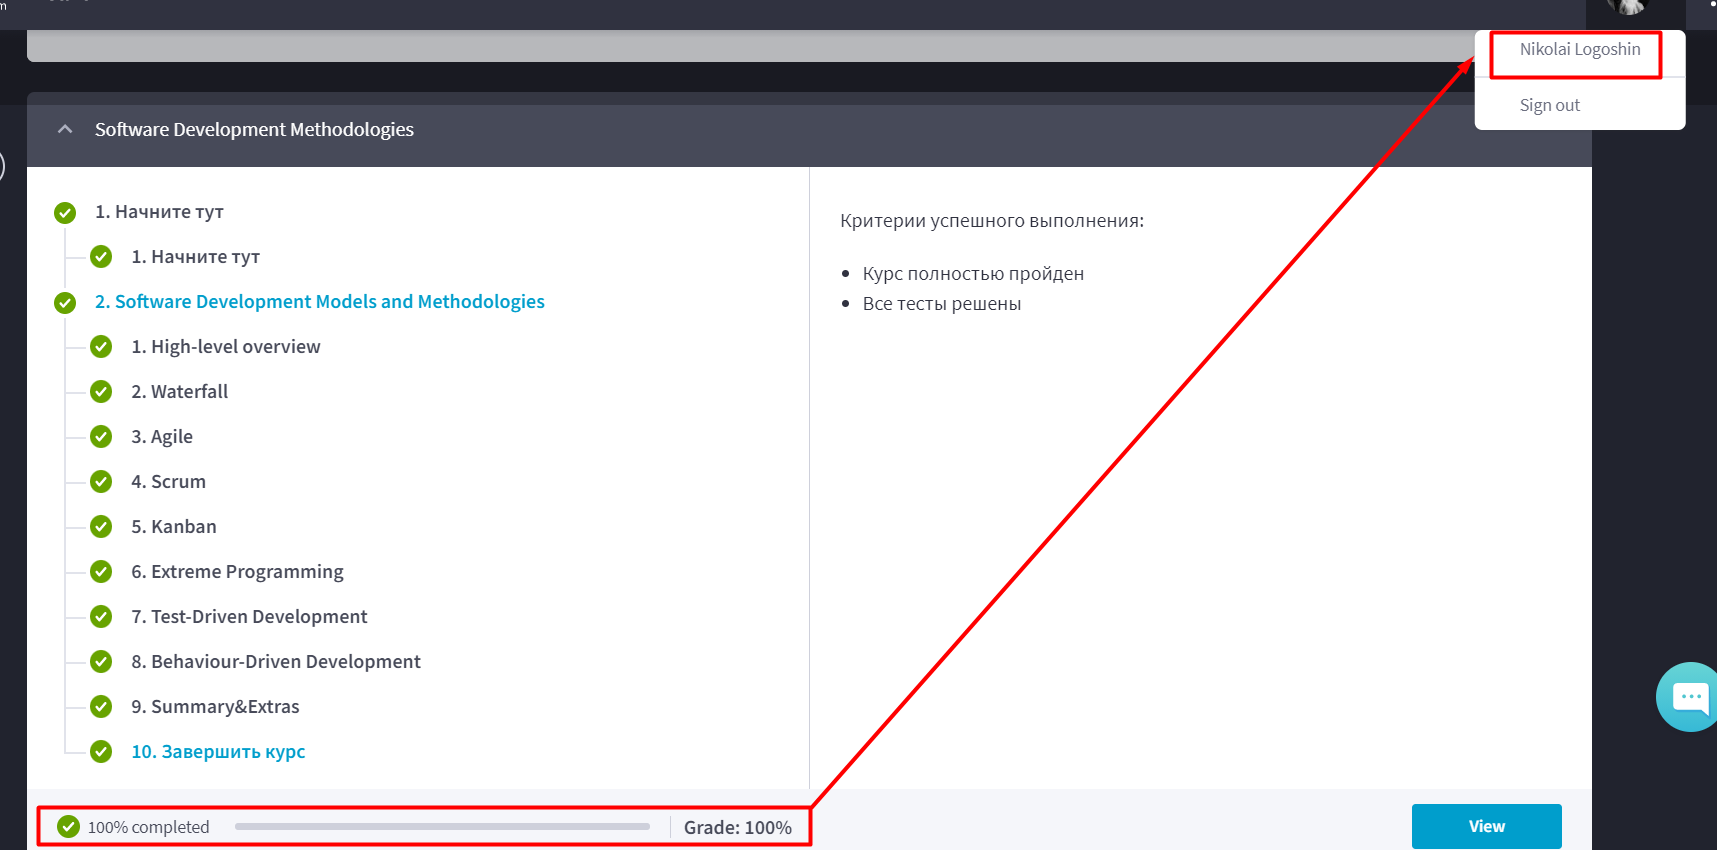 Nikolai Logoshin
Sign out
Software Development Methodologies
1. Начните тут
1. Начните тут
2. Software Development Models and Methodologies
1. High-level overview
2. Waterfall
3. Agile
4. Scrum
5. Kanban
6. Extreme Programming
7. Test-Driven Development
8. Behaviour-Driven Development
9. Summary&Extras
10. Завершить курс
Критерии успешного выполнения:
• Курс полностью пройден
• Все тесты решены
100% completed
Grade: 100%
View